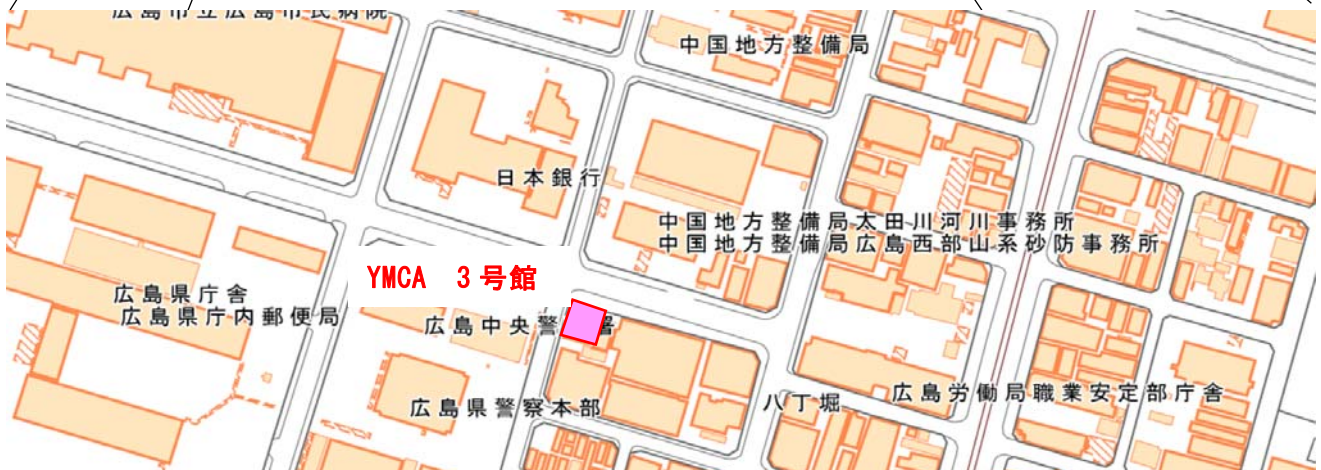 広島市立広島市民病院
中国地方整備局
日本銀行
中国地方整備局太田川河川事務所
中国地方整備局広島西部山系砂防事務所
YMCA 3号館
広島県庁舎
広島県庁内郵便局
広島中央警 署
広島県警察本部
八丁堀
広島労働局職業安定部庁舎